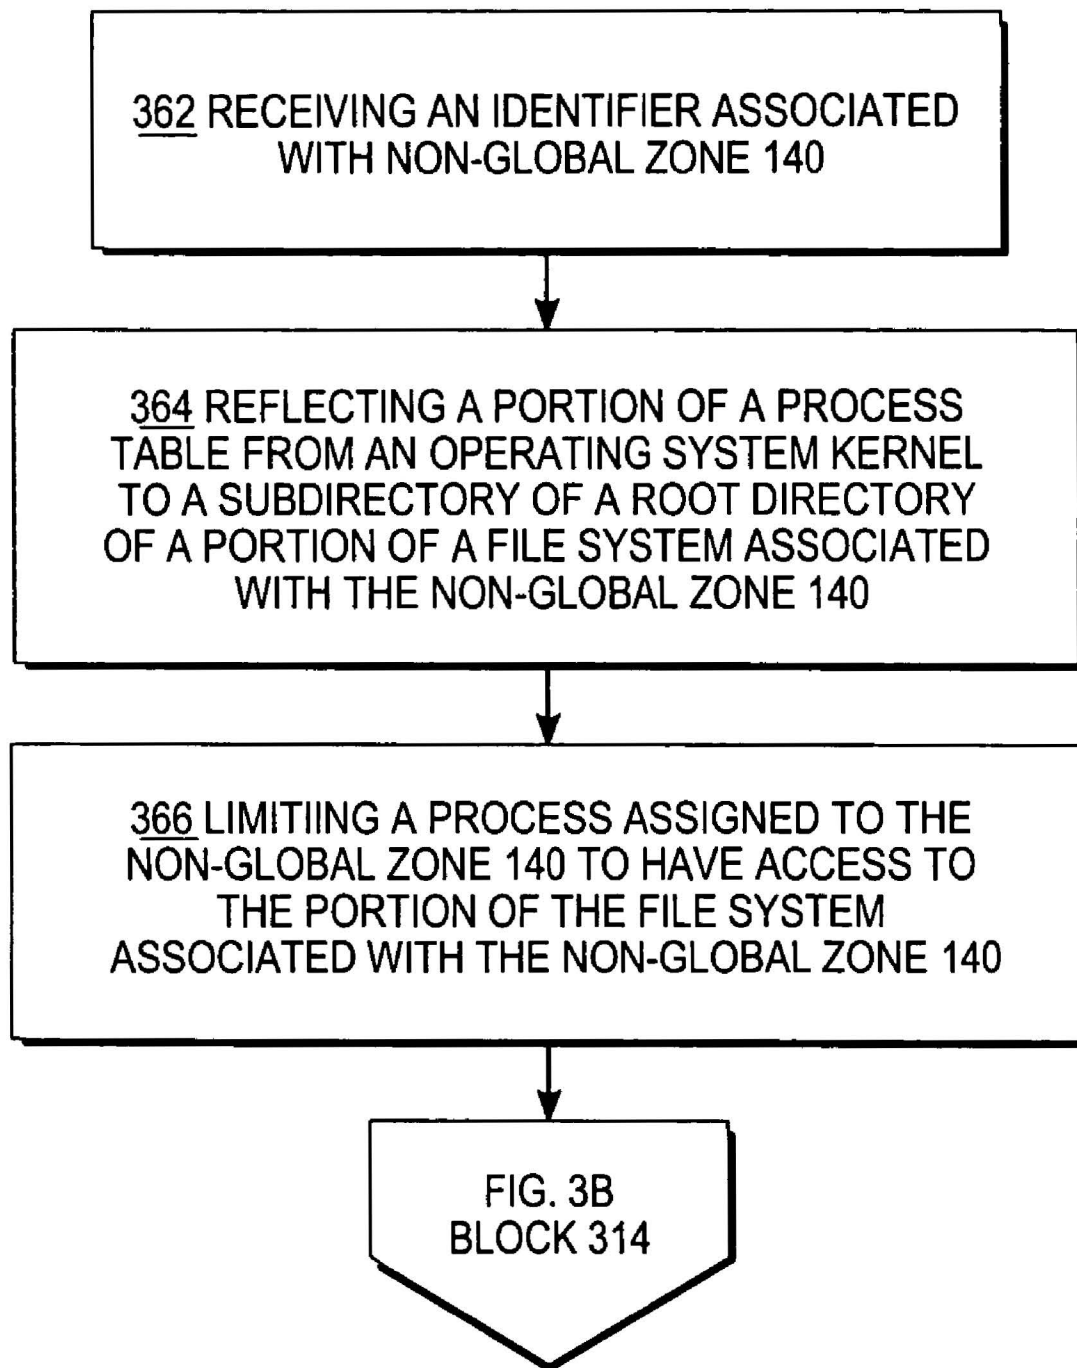 362 RECEIVING AN IDENTIFIER ASSOCIATED
WITH NON-GLOBAL ZONE 140
364 REFLECTING A PORTION OF A PROCESS
TABLE FROM AN OPERATING SYSTEM KERNEL
TO A SUBDIRECTORY OF A ROOT DIRECTORY
OF A PORTION OF A FILE SYSTEM ASSOCIATED
WITH THE NON-GLOBAL ZONE 140
366 LIMITIING A PROCESS ASSIGNED TO THE
NON-GLOBAL ZONE 140 TO HAVE ACCESS TO
THE PORTION OF THE FILE SYSTEM
ASSOCIATED WITH THE NON-GLOBAL ZONE 140
FIG. 3B
BLOCK 314